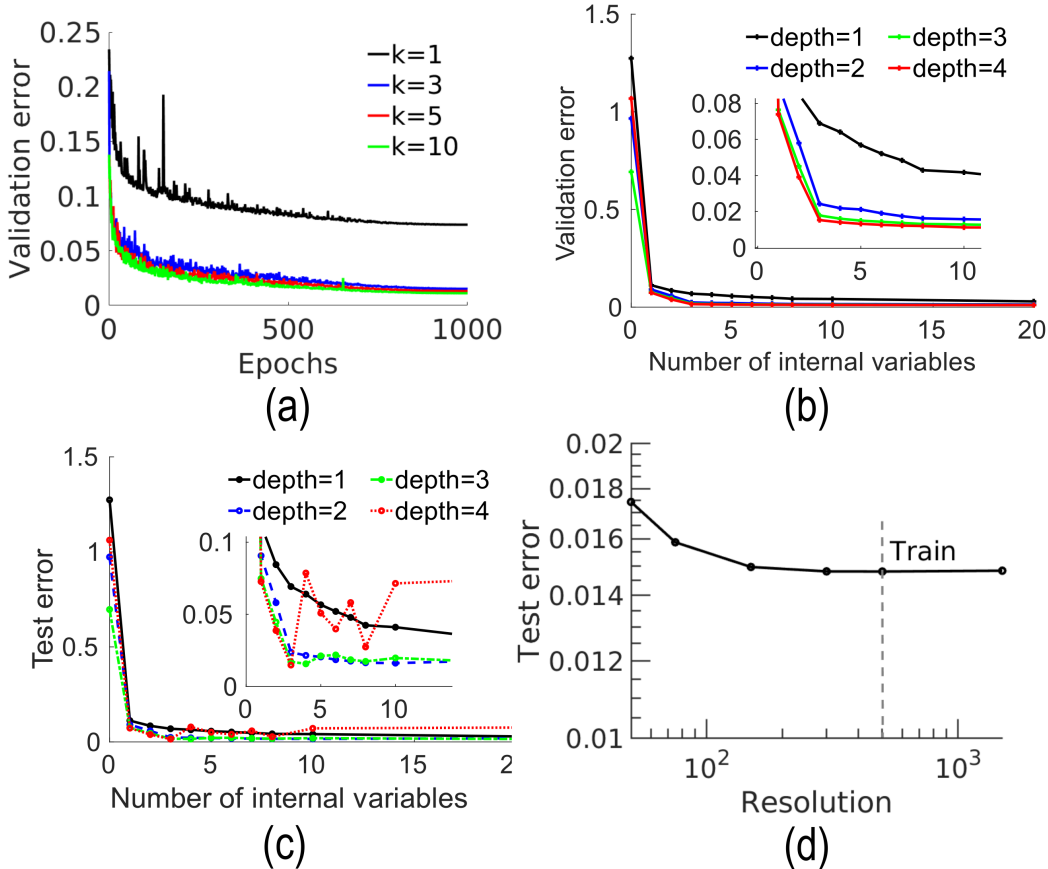 0.25
0.2
0.15
0.1
0.05
0
Validation error
k=1
k=3
k=5
k=10
0 500 1000
Epochs
(a)
1.5
1
0.5
0
Validation error
depth=1 depth=3
depth=2 depth=4
0.08
0.06
0.04
0.02
0
0 5 10
0 5 10 15 20
Number of internal variables
(b)
1.5
1
0.5
0
Test error
depth=1 depth=3
depth=2 depth=4
0.1
0.05
0
0 5 10
0 5 10 15 2
Number of internal variables
(c)
0.02
0.018
0.016
0.014
0.012
0.01
Test error
Train
10² 10³
Resolution
(d)